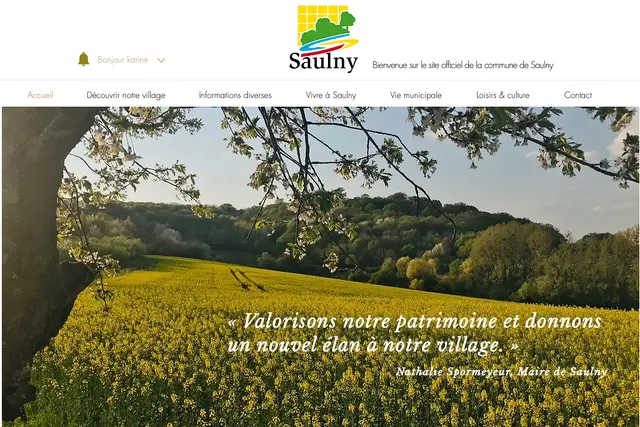 Saulny
Bonjour karine
Bienvenue sur le site officiel de la commune de Saulny
Accueil
Découvrir notre village
Informations diverses
Vivre à Saulny
Vie municipale
Loisirs & culture
Contact
« Valorisons notre patrimoine et donnons
un nouvel élan à notre village. »
Nathalie Spormeyeur, Maire de Saulny